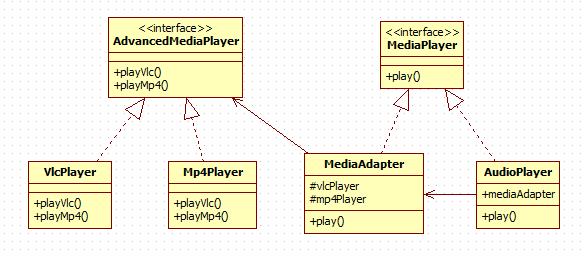 <<interface>>
AdvancedMediaPlayer
+playVlc()
+playMp4()
<<interface>>
MediaPlayer
+play()
VlcPlayer
+playVlc()
+playMp4()
Mp4Player
+playVlc()
+playMp4()
MediaAdapter
#vlcPlayer
#mp4Player
+play()
AudioPlayer
+mediaAdapter
+play()